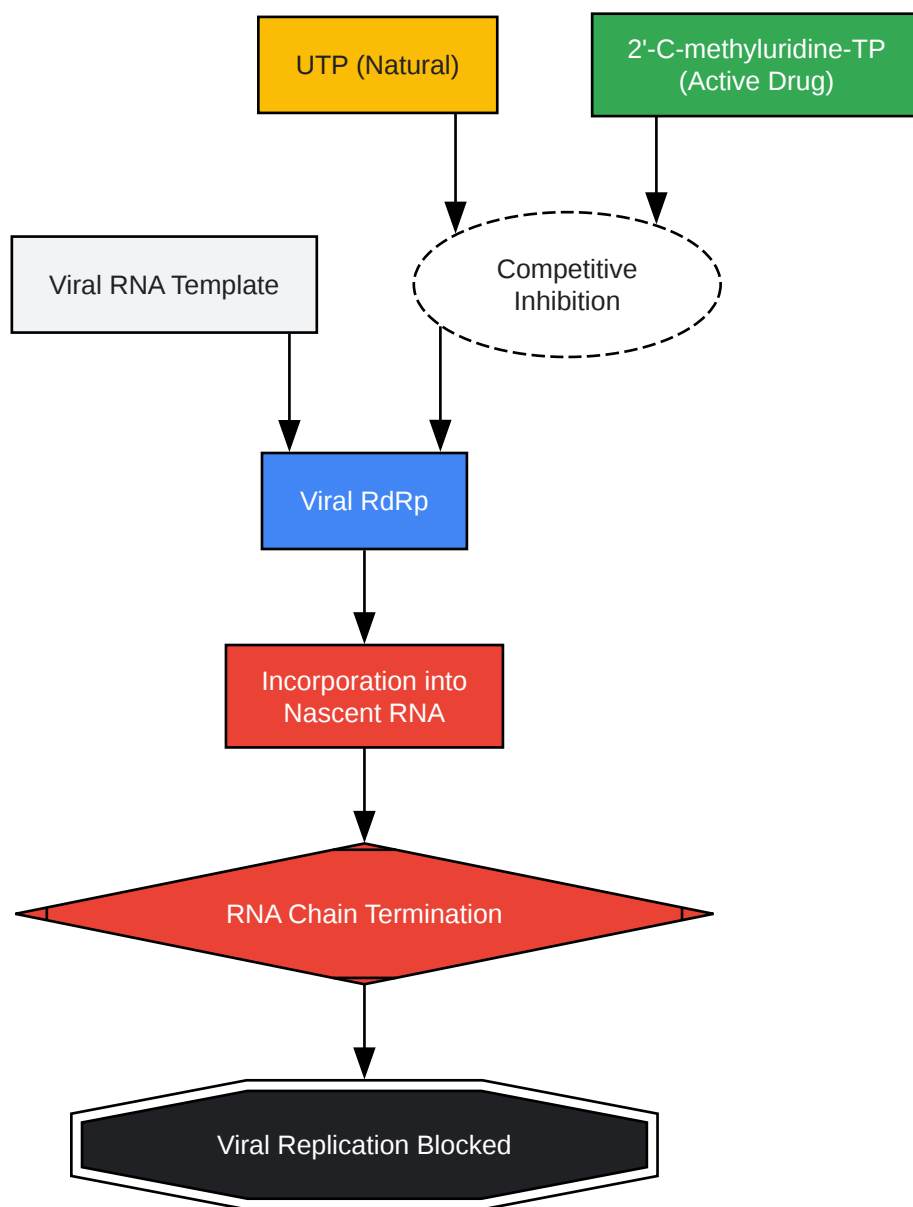 UTP (Natural)
2'-C-methyluridine-TP
(Active Drug)
Viral RNA Template
Competitive
Inhibition
Viral RdRp
Incorporation into
Nascent RNA
RNA Chain Termination
Viral Replication Blocked